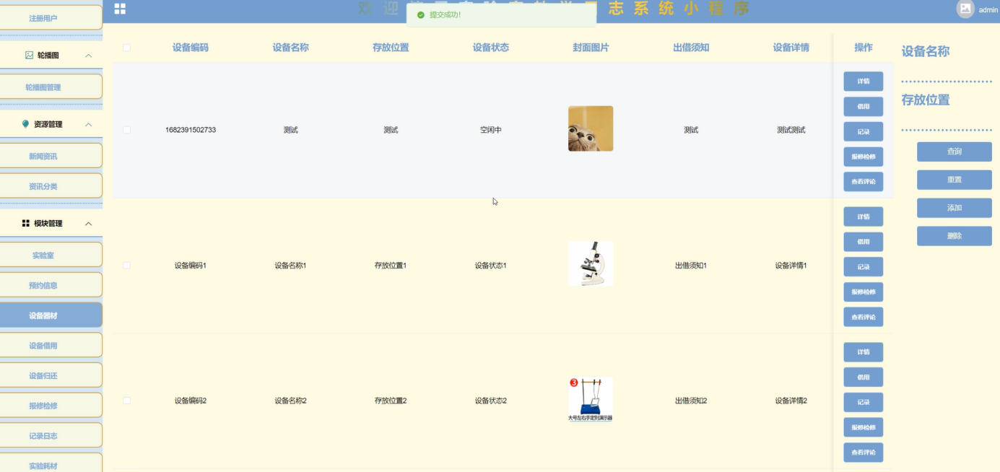 注册用户
轮播图
轮播图管理
资源管理
新闻资讯
资讯分类
模块管理
实验室
预约信息
设备器材
设备借用
设备归还
报修检修
记录日志
实验耗材
欢迎
志系统小程序
提交成功!
admin
设备编码 设备名称 存放位置 设备状态 封面图片 出借须知 设备详情 操作
1682391502733 测试 测试 空闲中 测试 测试测试
详情
借用
记录
报修检修
查看评论
设备编码1 设备名称1 存放位置1 设备状态1 出借须知1 设备详情1
详情
借用
记录
报修检修
查看评论
设备编码2 设备名称2 存放位置2 设备状态2 出借须知2 设备详情2
3
大号左右手定则演示器
详情
借用
记录
报修检修
查看评论
设备名称
存放位置
查询
重置
添加
删除